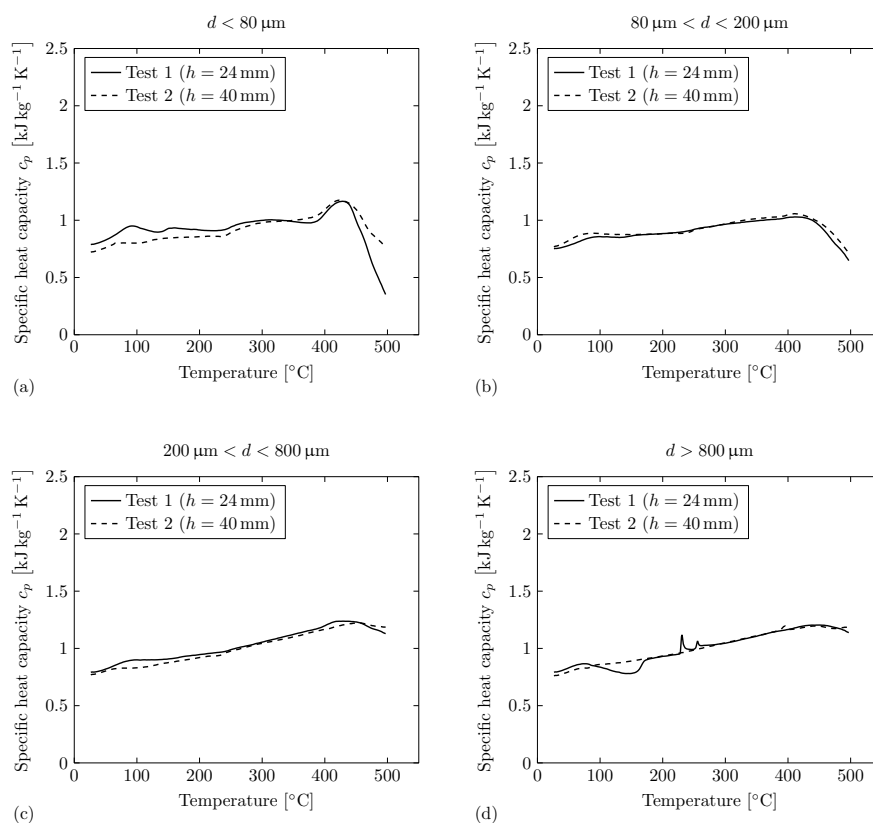 d < 80 µm
Specific heat capacity c_p [kJ kg⁻¹ K⁻¹]
2.5
2
1.5
1
0.5
0
Test 1 (h = 24 mm)
Test 2 (h = 40 mm)
0 100 200 300 400 500
Temperature [°C]
(a)
80 µm < d < 200 µm
Specific heat capacity c_p [kJ kg⁻¹ K⁻¹]
2.5
2
1.5
1
0.5
0
Test 1 (h = 24 mm)
Test 2 (h = 40 mm)
0 100 200 300 400 500
Temperature [°C]
(b)
200 µm < d < 800 µm
Specific heat capacity c_p [kJ kg⁻¹ K⁻¹]
2.5
2
1.5
1
0.5
0
Test 1 (h = 24 mm)
Test 2 (h = 40 mm)
0 100 200 300 400 500
Temperature [°C]
(c)
d > 800 µm
Specific heat capacity c_p [kJ kg⁻¹ K⁻¹]
2.5
2
1.5
1
0.5
0
Test 1 (h = 24 mm)
Test 2 (h = 40 mm)
0 100 200 300 400 500
Temperature [°C]
(d)